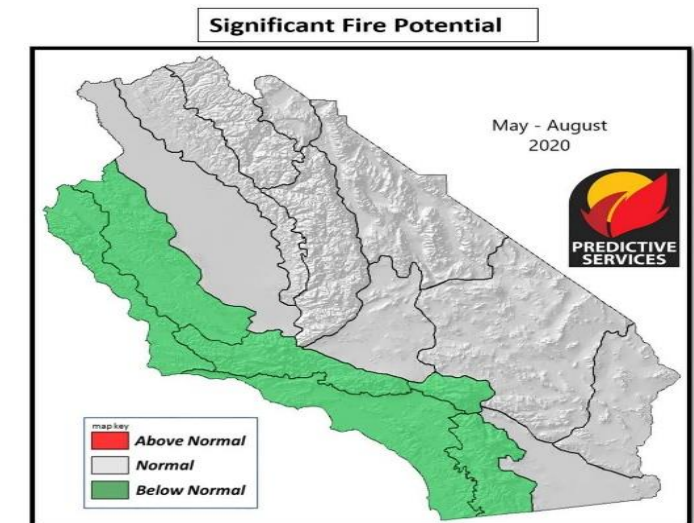 Significant Fire Potential
May - August
2020
PREDICTIVE
SERVICES
map key
Above Normal
Normal
Below Normal